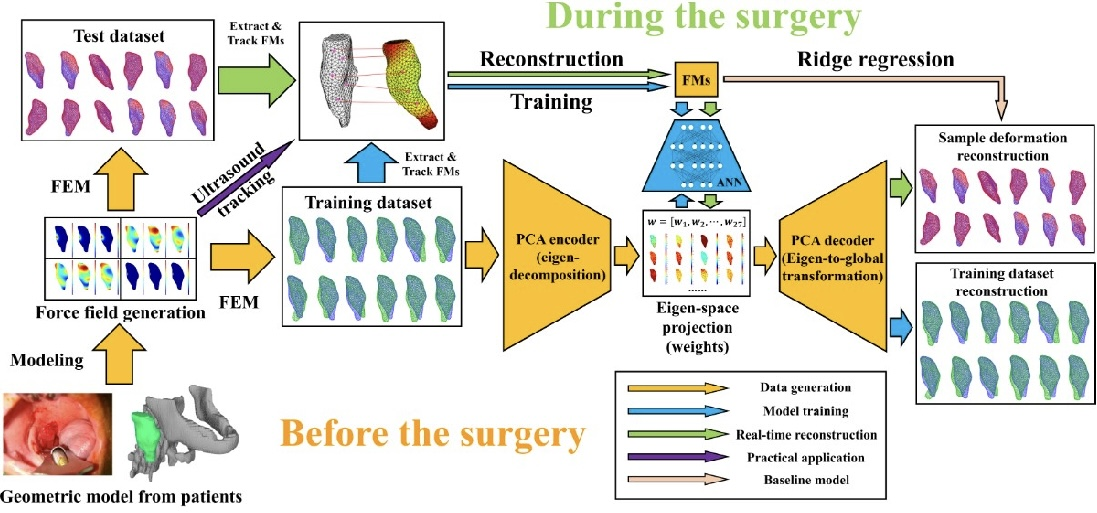 During the surgery
Test dataset
Extract &
Track FMs
Reconstruction
Training
FMs
Ridge regression
Ultrasound
tracking
Extract &
Track FMs
ANN
Sample deformation
reconstruction
FEM
Training dataset
PCA encoder
(eigen-
decomposition)
w = [w₁, w₂, ⋯, w₂₇]
......
PCA decoder
(Eigen-to-global
transformation)
Force field generation
FEM
Eigen-space
projection
(weights)
Training dataset
reconstruction
Modeling
Before the surgery
Data generation
Model training
Real-time reconstruction
Practical application
Baseline model
Geometric model from patients